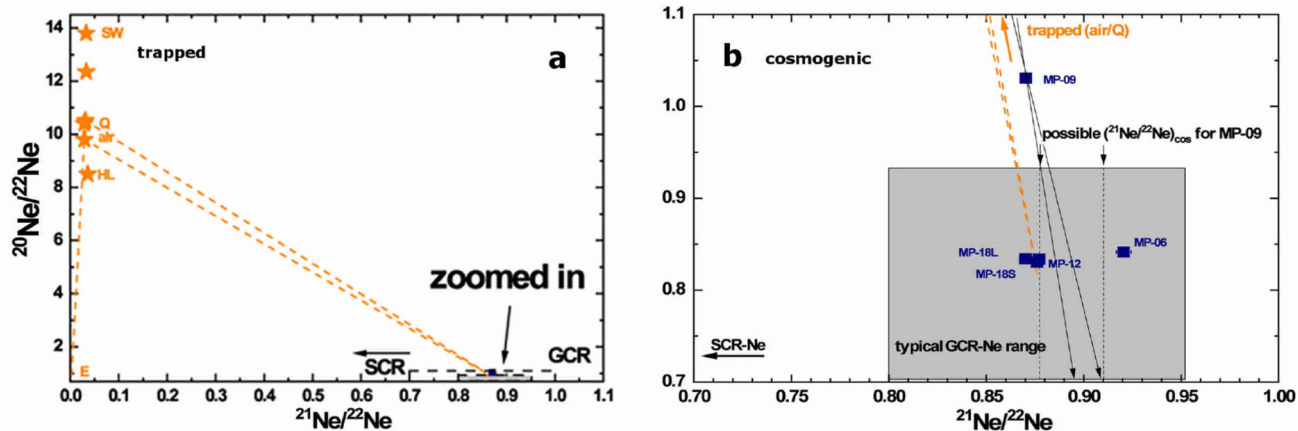 a
trapped
SW
Q
air
HL
E
zoomed in
SCR
GCR
14
12
10
8
6
4
2
0.0 0.1 0.2 0.3 0.4 0.5 0.6 0.7 0.8 0.9 1.0 1.1
²⁰Ne/²²Ne
²¹Ne/²²Ne
b
cosmogenic
trapped (air/Q)
MP-09
possible (²¹Ne/²²Ne)cos for MP-09
MP-06
MP-18L
MP-12
MP-18S
typical GCR-Ne range
SCR-Ne
1.1
1.0
0.9
0.8
0.7
0.70 0.75 0.80 0.85 0.90 0.95 1.00
²¹Ne/²²Ne